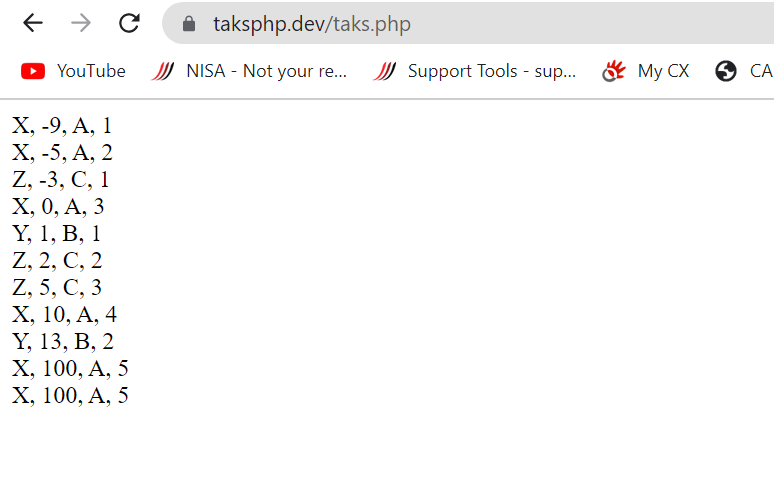 taksphp.dev/taks.php
YouTube NISA - Not your re... Support Tools - sup... My CX CA
X, -9, A, 1
X, -5, A, 2
Z, -3, C, 1
X, 0, A, 3
Y, 1, B, 1
Z, 2, C, 2
Z, 5, C, 3
X, 10, A, 4
Y, 13, B, 2
X, 100, A, 5
X, 100, A, 5